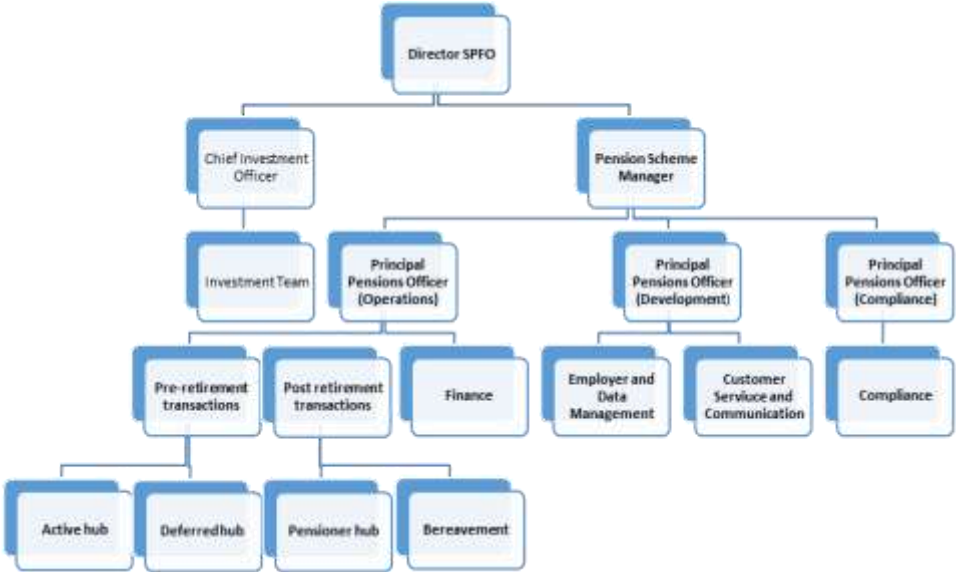 Director SPFO
Chief Investment
Officer
Pension Scheme
Manager
Investment Team
Principal
Pensions Officer
(Operations)
Principal
Pensions Officer
(Development)
Principal
Pensions Officer
(Compliance)
Pre-retirement
transactions
Post retirement
transactions
Finance
Employer and
Data
Management
Customer
Serviuce and
Communication
Compliance
Active hub
Deferred hub
Pensioner hub
Bereavement